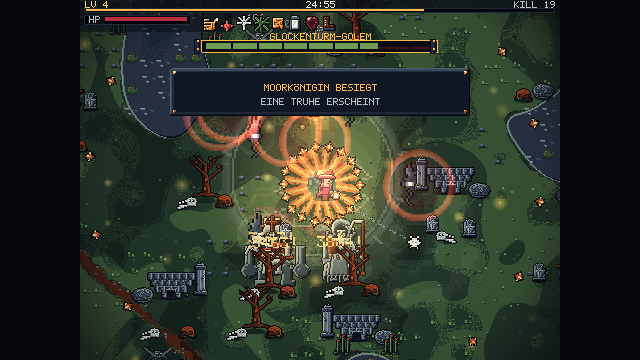 LV 4
24:55
KILL 19
HP
GLOCKENTURM-GOLEM
MOORKÖNIGIN BESIEGT
EINE TRUHE ERSCHEINT